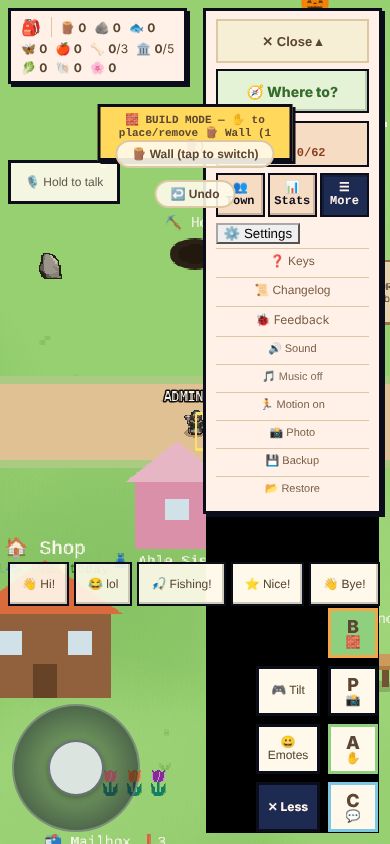 0 0 0
0 0 0/3 0/5
0 0 0
✕ Close ▲
🧭 Where to?
🧱 BUILD MODE — ✋ to
place/remove 🪵 Wall (1
🪵 Wall (tap to switch)
0/62
🎙️ Hold to talk
↩️ Undo
Stats
☰
More
⚙️ Settings
❓ Keys
📜 Changelog
🐞 Feedback
🔊 Sound
🎵 Music off
🏃 Motion on
📸 Photo
💾 Backup
📂 Restore
ADMIN
🏠 Shop
👋 Hi!
😂 lol
🎣 Fishing!
⭐ Nice!
👋 Bye!
B
🎮 Tilt
P
😀
Emotes
A
✕ Less
C
📬 Mailbox
3